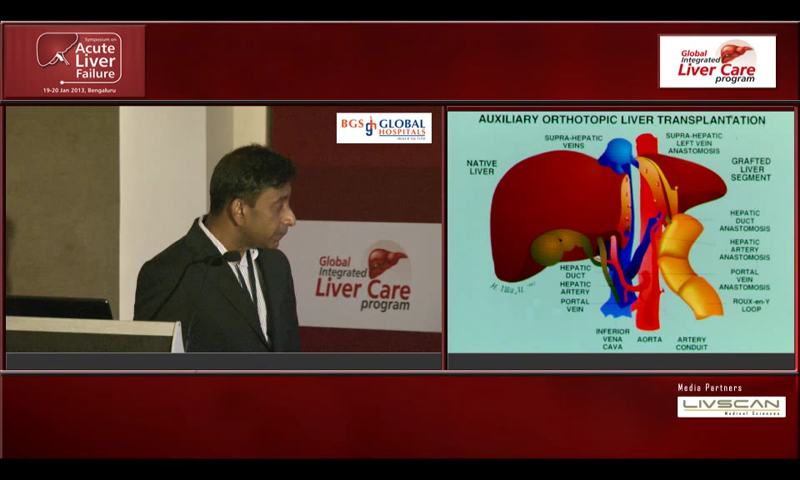 Symposium on
Acute
Liver
Failure
19-20 Jan 2013, Bengaluru
Global
Integrated
Liver Care
program
BGS GLOBAL
HOSPITALS
Global
Integrated
Liver Care
program
AUXILIARY ORTHOTOPIC LIVER TRANSPLANTATION
SUPRA-HEPATIC
VEINS
SUPRA-HEPATIC
LEFT VEIN
ANASTOMOSIS
NATIVE
LIVER
GRAFTED
LIVER
SEGMENT
HEPATIC
DUCT
ANASTOMOSIS
HEPATIC
ARTERY
ANASTOMOSIS
PORTAL
VEIN
ANASTOMOSIS
ROUX-en-Y
LOOP
HEPATIC
DUCT
HEPATIC
ARTERY
PORTAL
VEIN
INFERIOR
VENA
CAVA
AORTA
ARTERY
CONDUIT
Media Partners
LIVSCAN
Medical Sciences